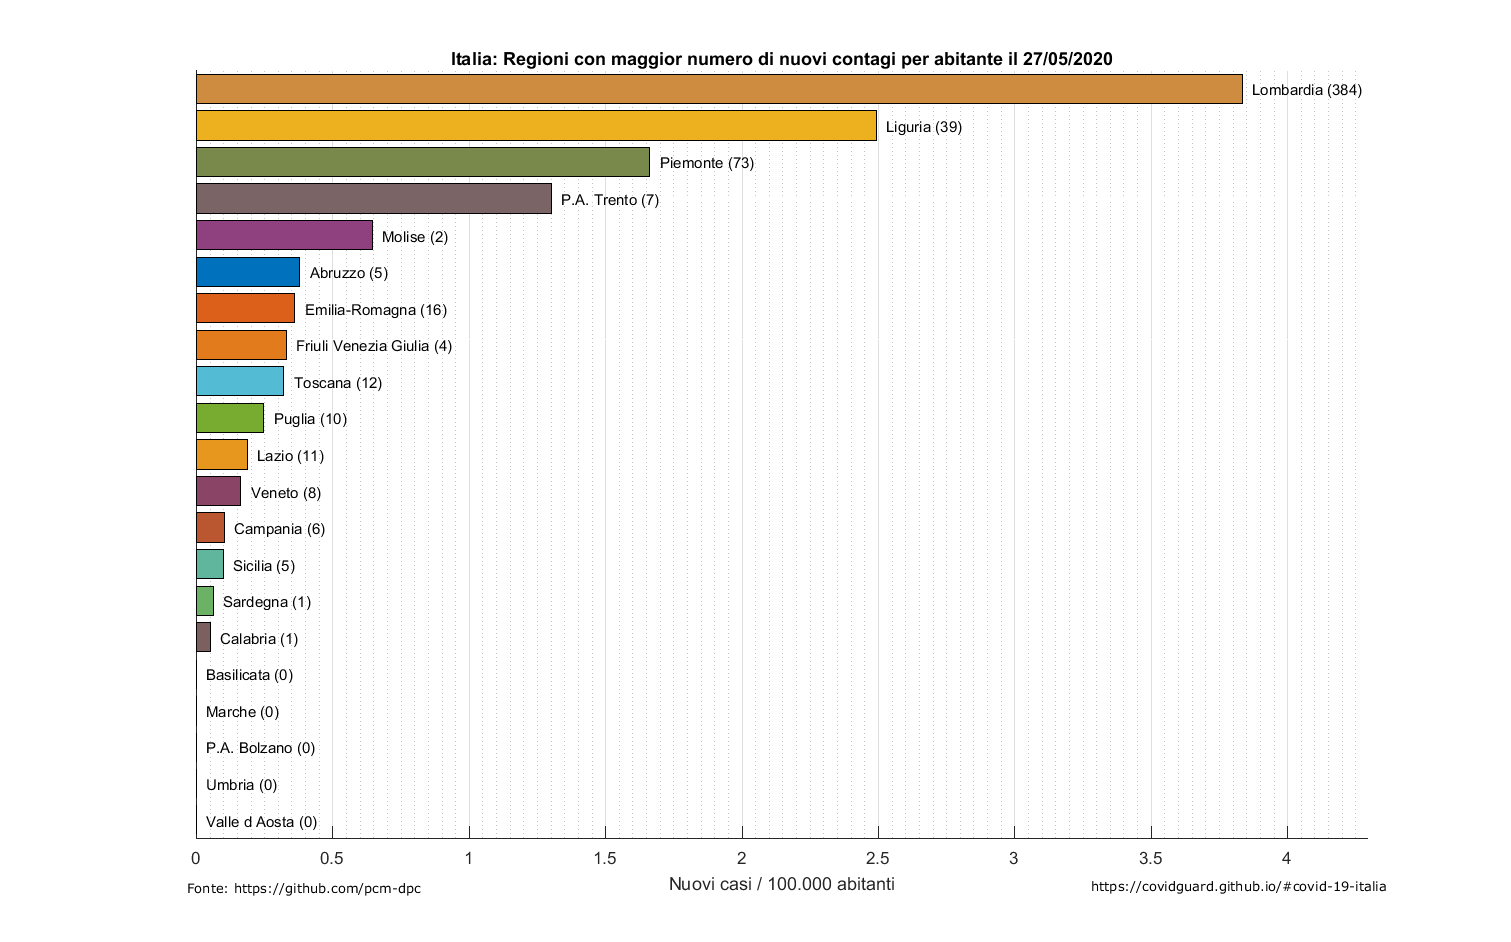 Italia: Regioni con maggior numero di nuovi contagi per abitante il 27/05/2020
Lombardia (384)
Liguria (39)
Piemonte (73)
P.A. Trento (7)
Molise (2)
Abruzzo (5)
Emilia-Romagna (16)
Friuli Venezia Giulia (4)
Toscana (12)
Puglia (10)
Lazio (11)
Veneto (8)
Campania (6)
Sicilia (5)
Sardegna (1)
Calabria (1)
Basilicata (0)
Marche (0)
P.A. Bolzano (0)
Umbria (0)
Valle d Aosta (0)
0 0.5 1 1.5 2 2.5 3 3.5 4
Nuovi casi / 100.000 abitanti
Fonte: https://github.com/pcm-dpc
https://covidguard.github.io/#covid-19-italia